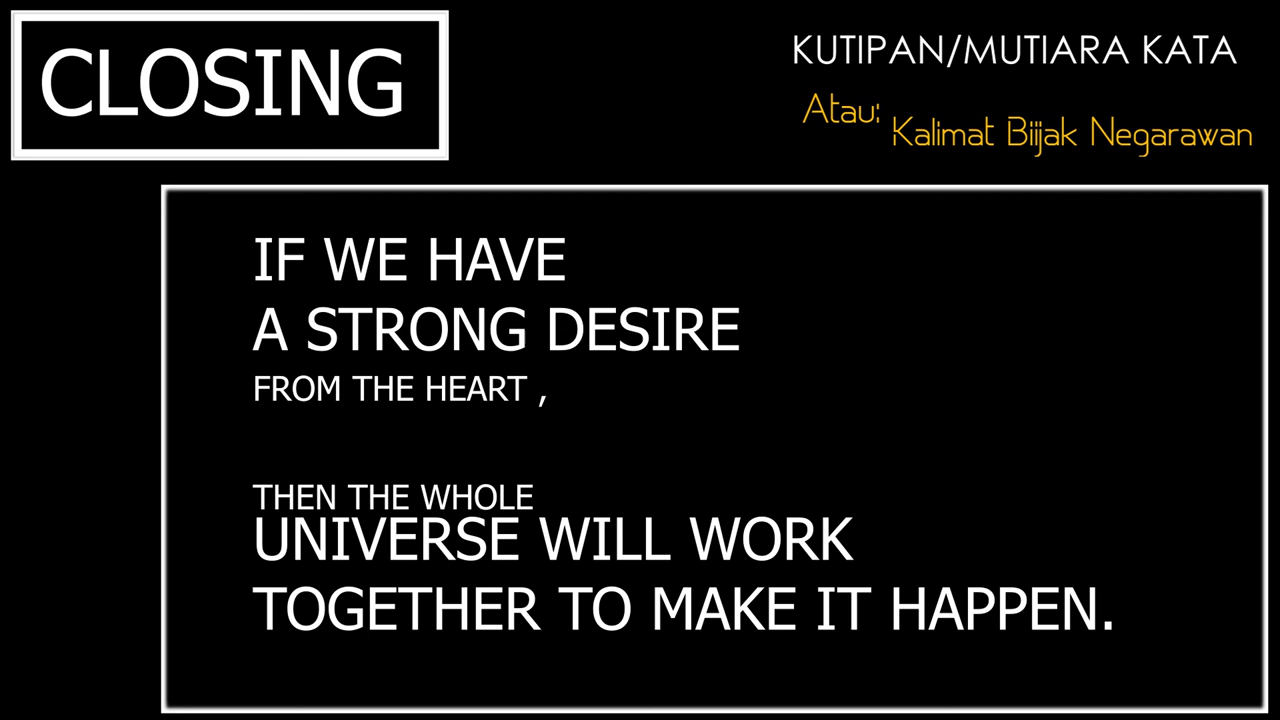 CLOSING
KUTIPAN/MUTIARA KATA
Atau:
Kalimat Biijak Negarawan
IF WE HAVE
A STRONG DESIRE
FROM THE HEART ,
THEN THE WHOLE
UNIVERSE WILL WORK
TOGETHER TO MAKE IT HAPPEN.